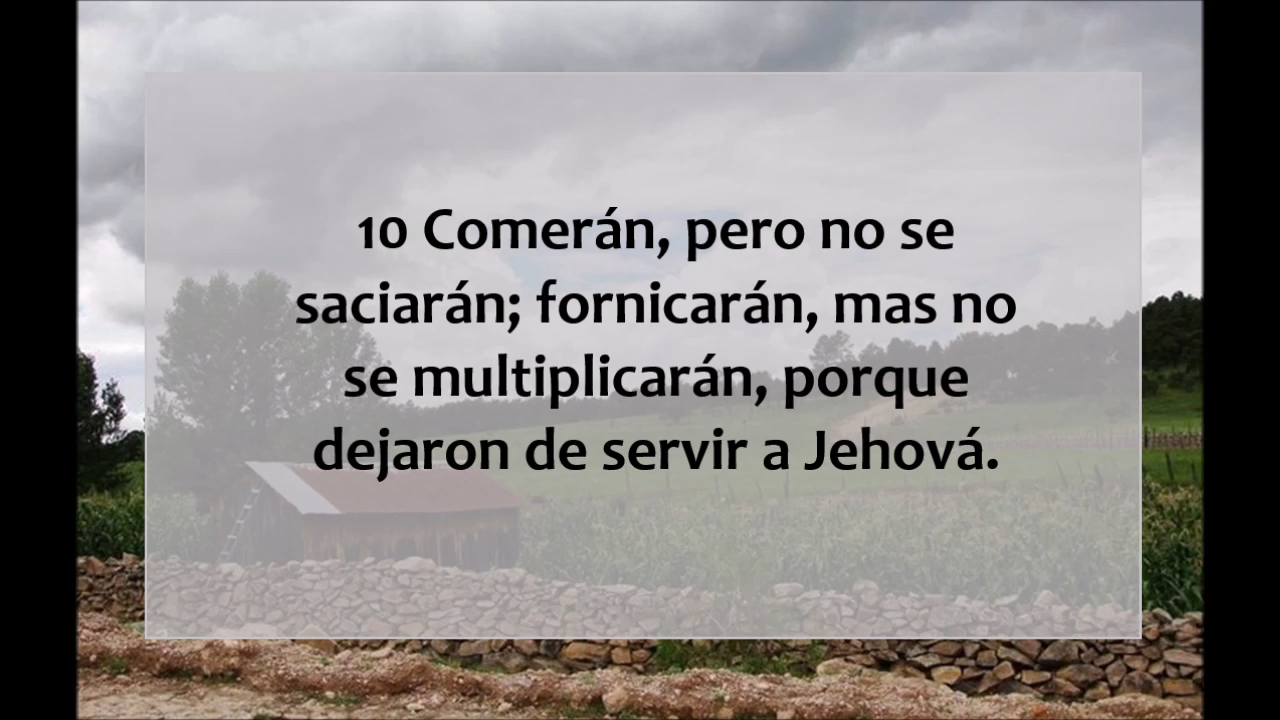 10 Comerán, pero no se
saciarán; fornicarán, mas no
se multiplicarán, porque
dejaron de servir a Jehová.